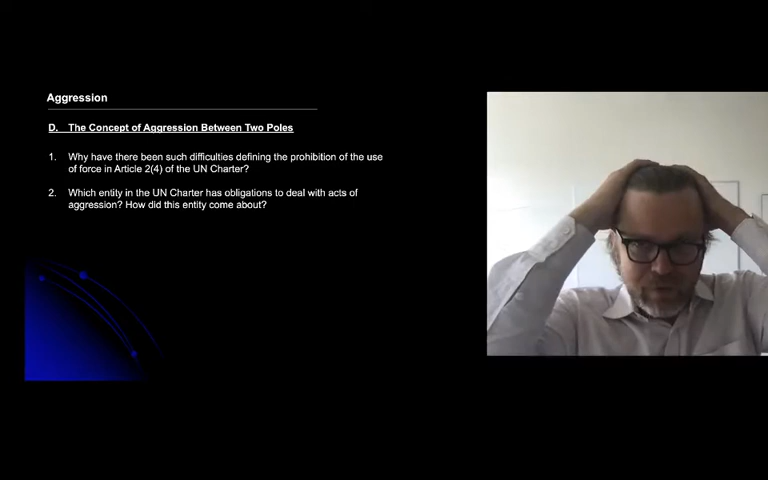 Aggression
D. The Concept of Aggression Between Two Poles
1. Why have there been such difficulties defining the prohibition of the use
of force in Article 2(4) of the UN Charter?
2. Which entity in the UN Charter has obligations to deal with acts of
aggression? How did this entity come about?